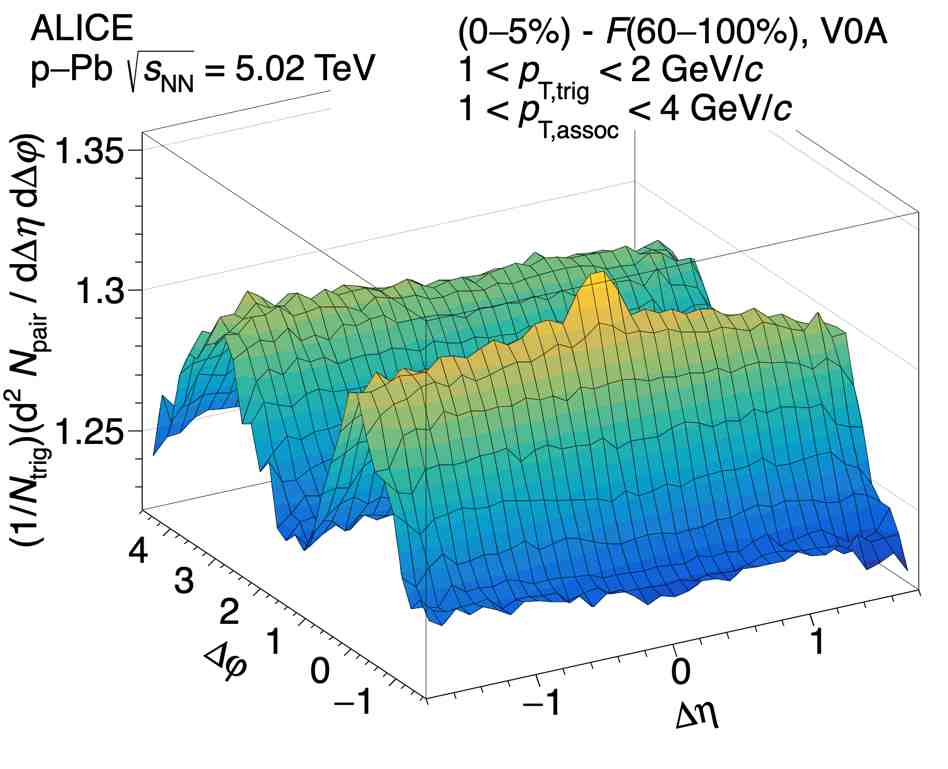 ALICE
p–Pb √sNN = 5.02 TeV
(0–5%) - F(60–100%), V0A
1 < pT,trig < 2 GeV/c
1 < pT,assoc < 4 GeV/c
(1/Ntrig)(d² Npair / dΔη dΔφ)
1.35
1.3
1.25
4
3
2
1
0
−1
Δφ
−1
0
1
Δη